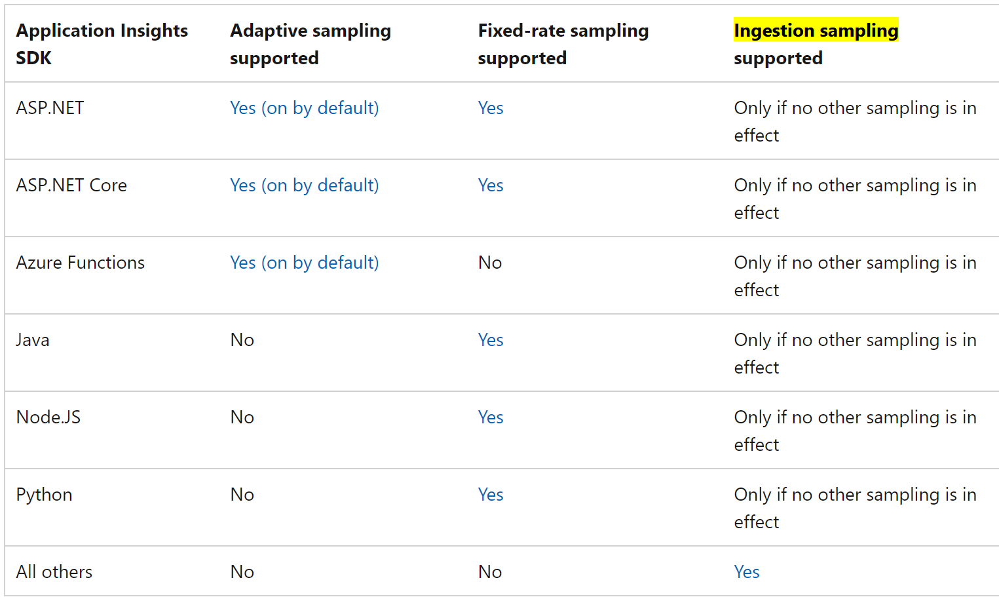 Application Insights
SDK
Adaptive sampling
supported
Fixed-rate sampling
supported
Ingestion sampling
supported
ASP.NET
Yes (on by default)
Yes
Only if no other sampling is in
effect
ASP.NET Core
Yes (on by default)
Yes
Only if no other sampling is in
effect
Azure Functions
Yes (on by default)
No
Only if no other sampling is in
effect
Java
No
Yes
Only if no other sampling is in
effect
Node.JS
No
Yes
Only if no other sampling is in
effect
Python
No
Yes
Only if no other sampling is in
effect
All others
No
No
Yes